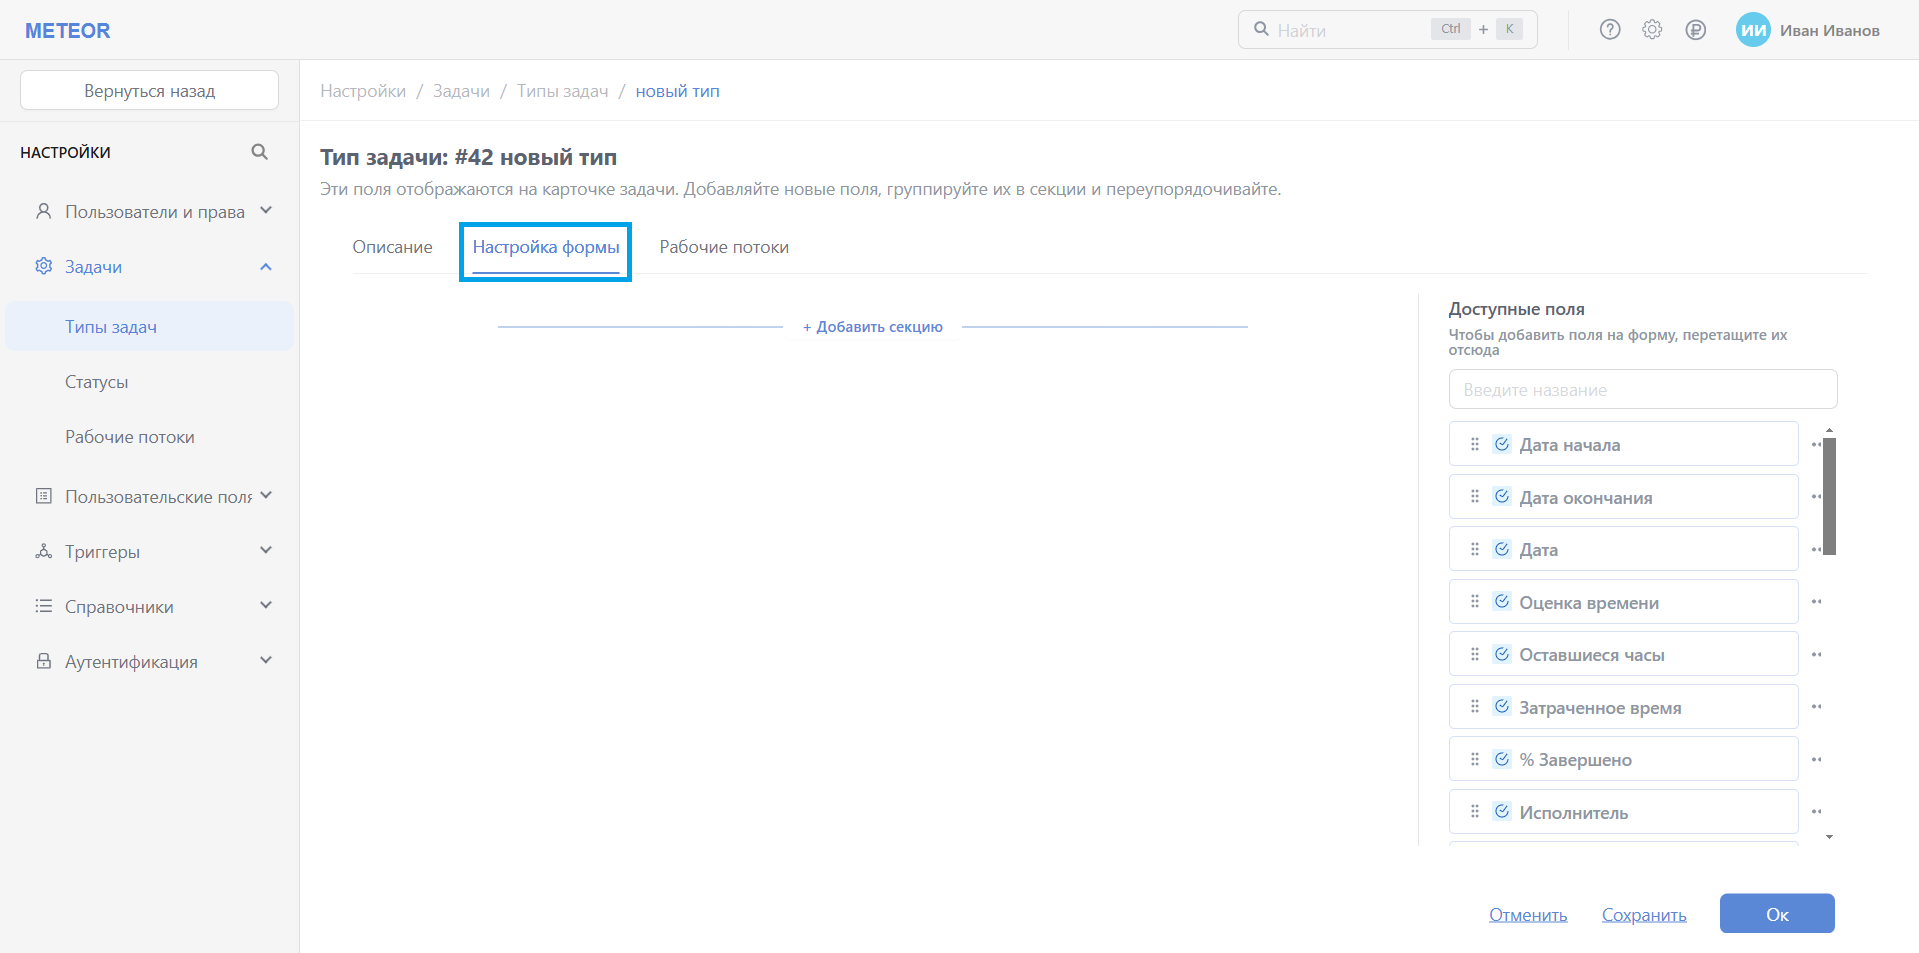 METEOR
Найти
Ctrl + K
ИИ
Иван Иванов
Вернуться назад
Настройки / Задачи / Типы задач / новый тип
НАСТРОЙКИ
Пользователи и права
Задачи
Типы задач
Статусы
Рабочие потоки
Пользовательские поля
Триггеры
Справочники
Аутентификация
Тип задачи: #42 новый тип
Эти поля отображаются на карточке задачи. Добавляйте новые поля, группируйте их в секции и переупорядочивайте.
Описание
Настройка формы
Рабочие потоки
+ Добавить секцию
Доступные поля
Чтобы добавить поля на форму, перетащите их
отсюда
Введите название
Дата начала
Дата окончания
Дата
Оценка времени
Оставшиеся часы
Затраченное время
% Завершено
Исполнитель
Отменить
Сохранить
Ок